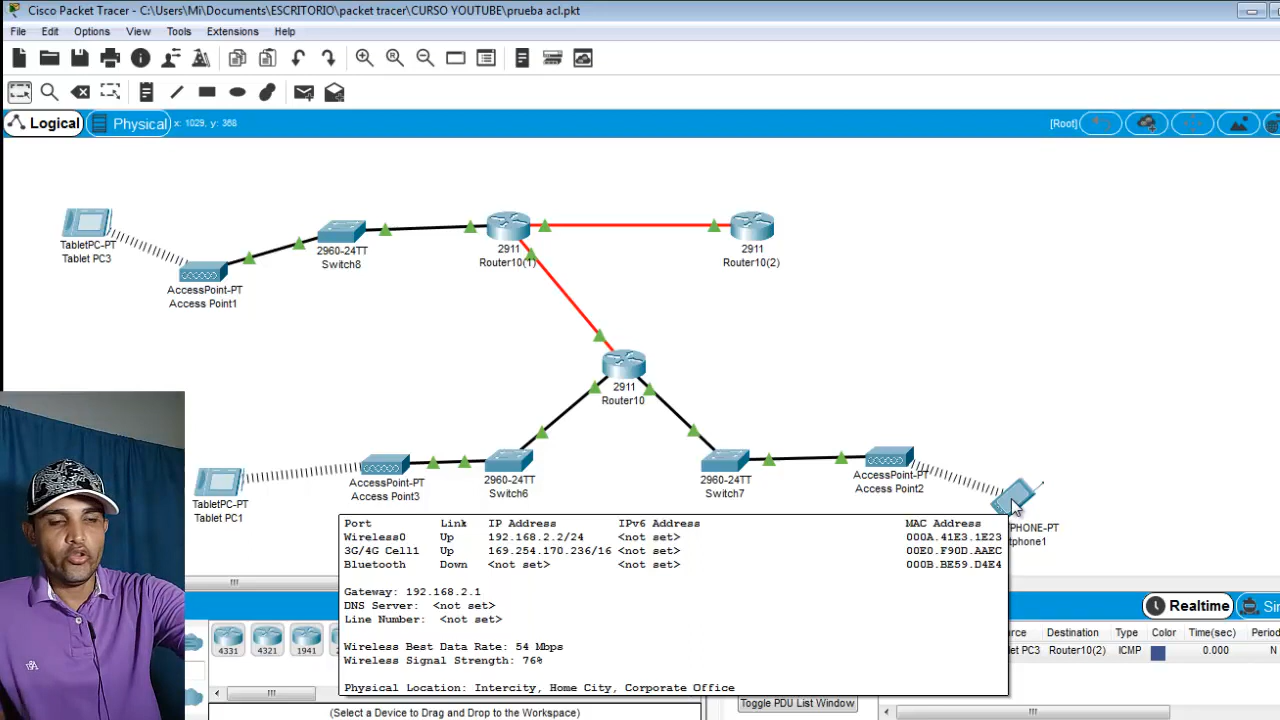 Cisco Packet Tracer - C:\Users\Mi\Documents\ESCRITORIO\packet tracer\CURSO YOUTUBE\prueba acl.pkt
File Edit Options View Tools Extensions Help
Logical Physical x: 1029, y: 368 [Root]
TabletPC-PT
Tablet PC3
AccessPoint-PT
Access Point1
2960-24TT
Switch8
2911
Router10(1)
2911
Router10(2)
2911
Router10
TabletPC-PT
Tablet PC1
AccessPoint-PT
Access Point3
2960-24TT
Switch6
2960-24TT
Switch7
AccessPoint-PT
Access Point2
PHONE-PT
tphone1
Port Link IP Address IPv6 Address MAC Address
Wireless0 Up 192.168.2.2/24 <not set> 000A.41E3.1E23
3G/4G Cell1 Up 169.254.170.236/16 <not set> 00E0.F90D.AAEC
Bluetooth Down <not set> <not set> 000B.BE59.D4E4
Gateway: 192.168.2.1
DNS Server: <not set>
Line Number: <not set>
Wireless Best Data Rate: 54 Mbps
Wireless Signal Strength: 76%
Physical Location: Intercity, Home City, Corporate Office
Realtime Sim
4331 4321 1941
urce Destination Type Color Time(sec) Period
let PC3 Router10(2) ICMP 0.000 N
Toggle PDU List Window
(Select a Device to Drag and Drop to the Workspace)